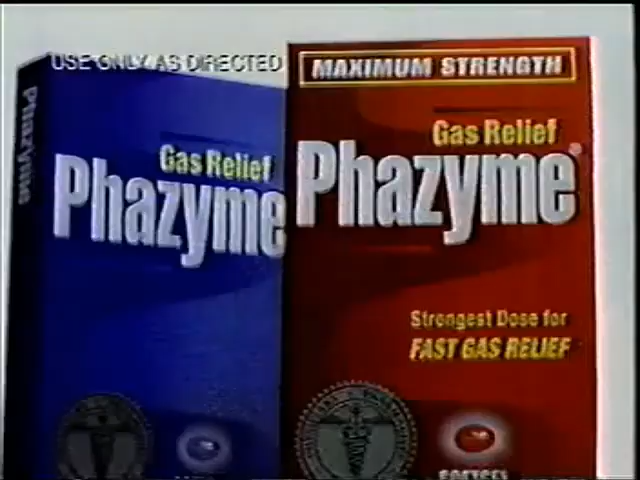 USE ONLY AS DIRECTED
Phazyme
Gas Relief
Phazyme
MAXIMUM STRENGTH
Gas Relief
Phazyme®
Strongest Dose for
FAST GAS RELIEF